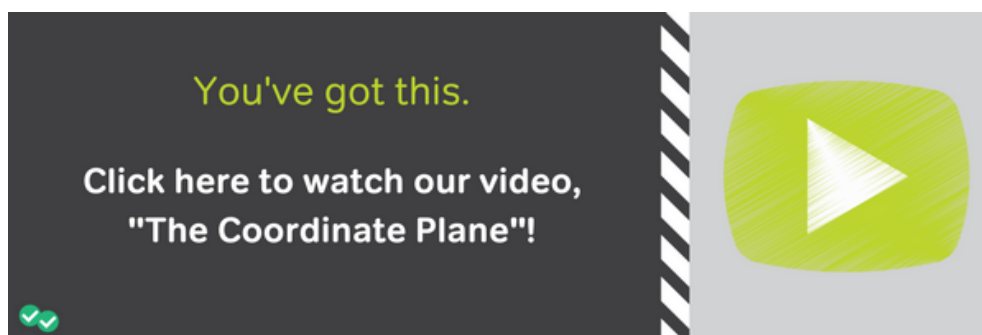 You've got this.
Click here to watch our video,
"The Coordinate Plane"!